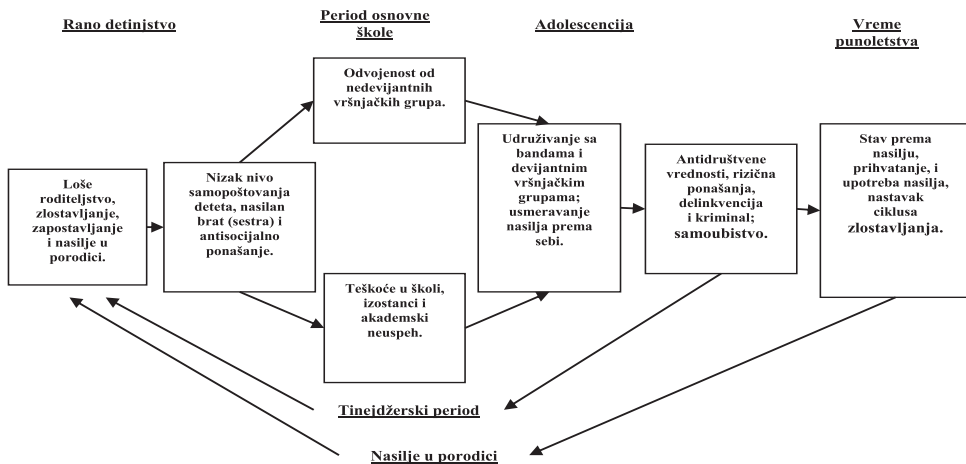 Rano detinjstvo
Period osnovne
škole
Adolescencija
Vreme
punoletstva
Loše
roditeljstvo,
zlostavljanje,
zapostavljanje
i nasilje u
porodici.
Nizak nivo
samopoštovanja
deteta, nasilan
brat (sestra) i
antisocijalno
ponašanje.
Odvojenost od
nedevijantnih
vršnjačkih grupa.
Teškoće u školi,
izostanci i
akademski
neuspeh.
Udruživanje sa
bandama i
devijantnim
vršnjačkim
grupama;
usmeravanje
nasilja prema
sebi.
Antidruštvene
vrednosti, rizična
ponašanja,
delinkvencija
i kriminal;
samoubistvo.
Stav prema
nasilju,
prihvatanje, i
upotreba nasilja,
nastavak
ciklusa
zlostavljanja.
Tinejdžerski period
Nasilje u porodici